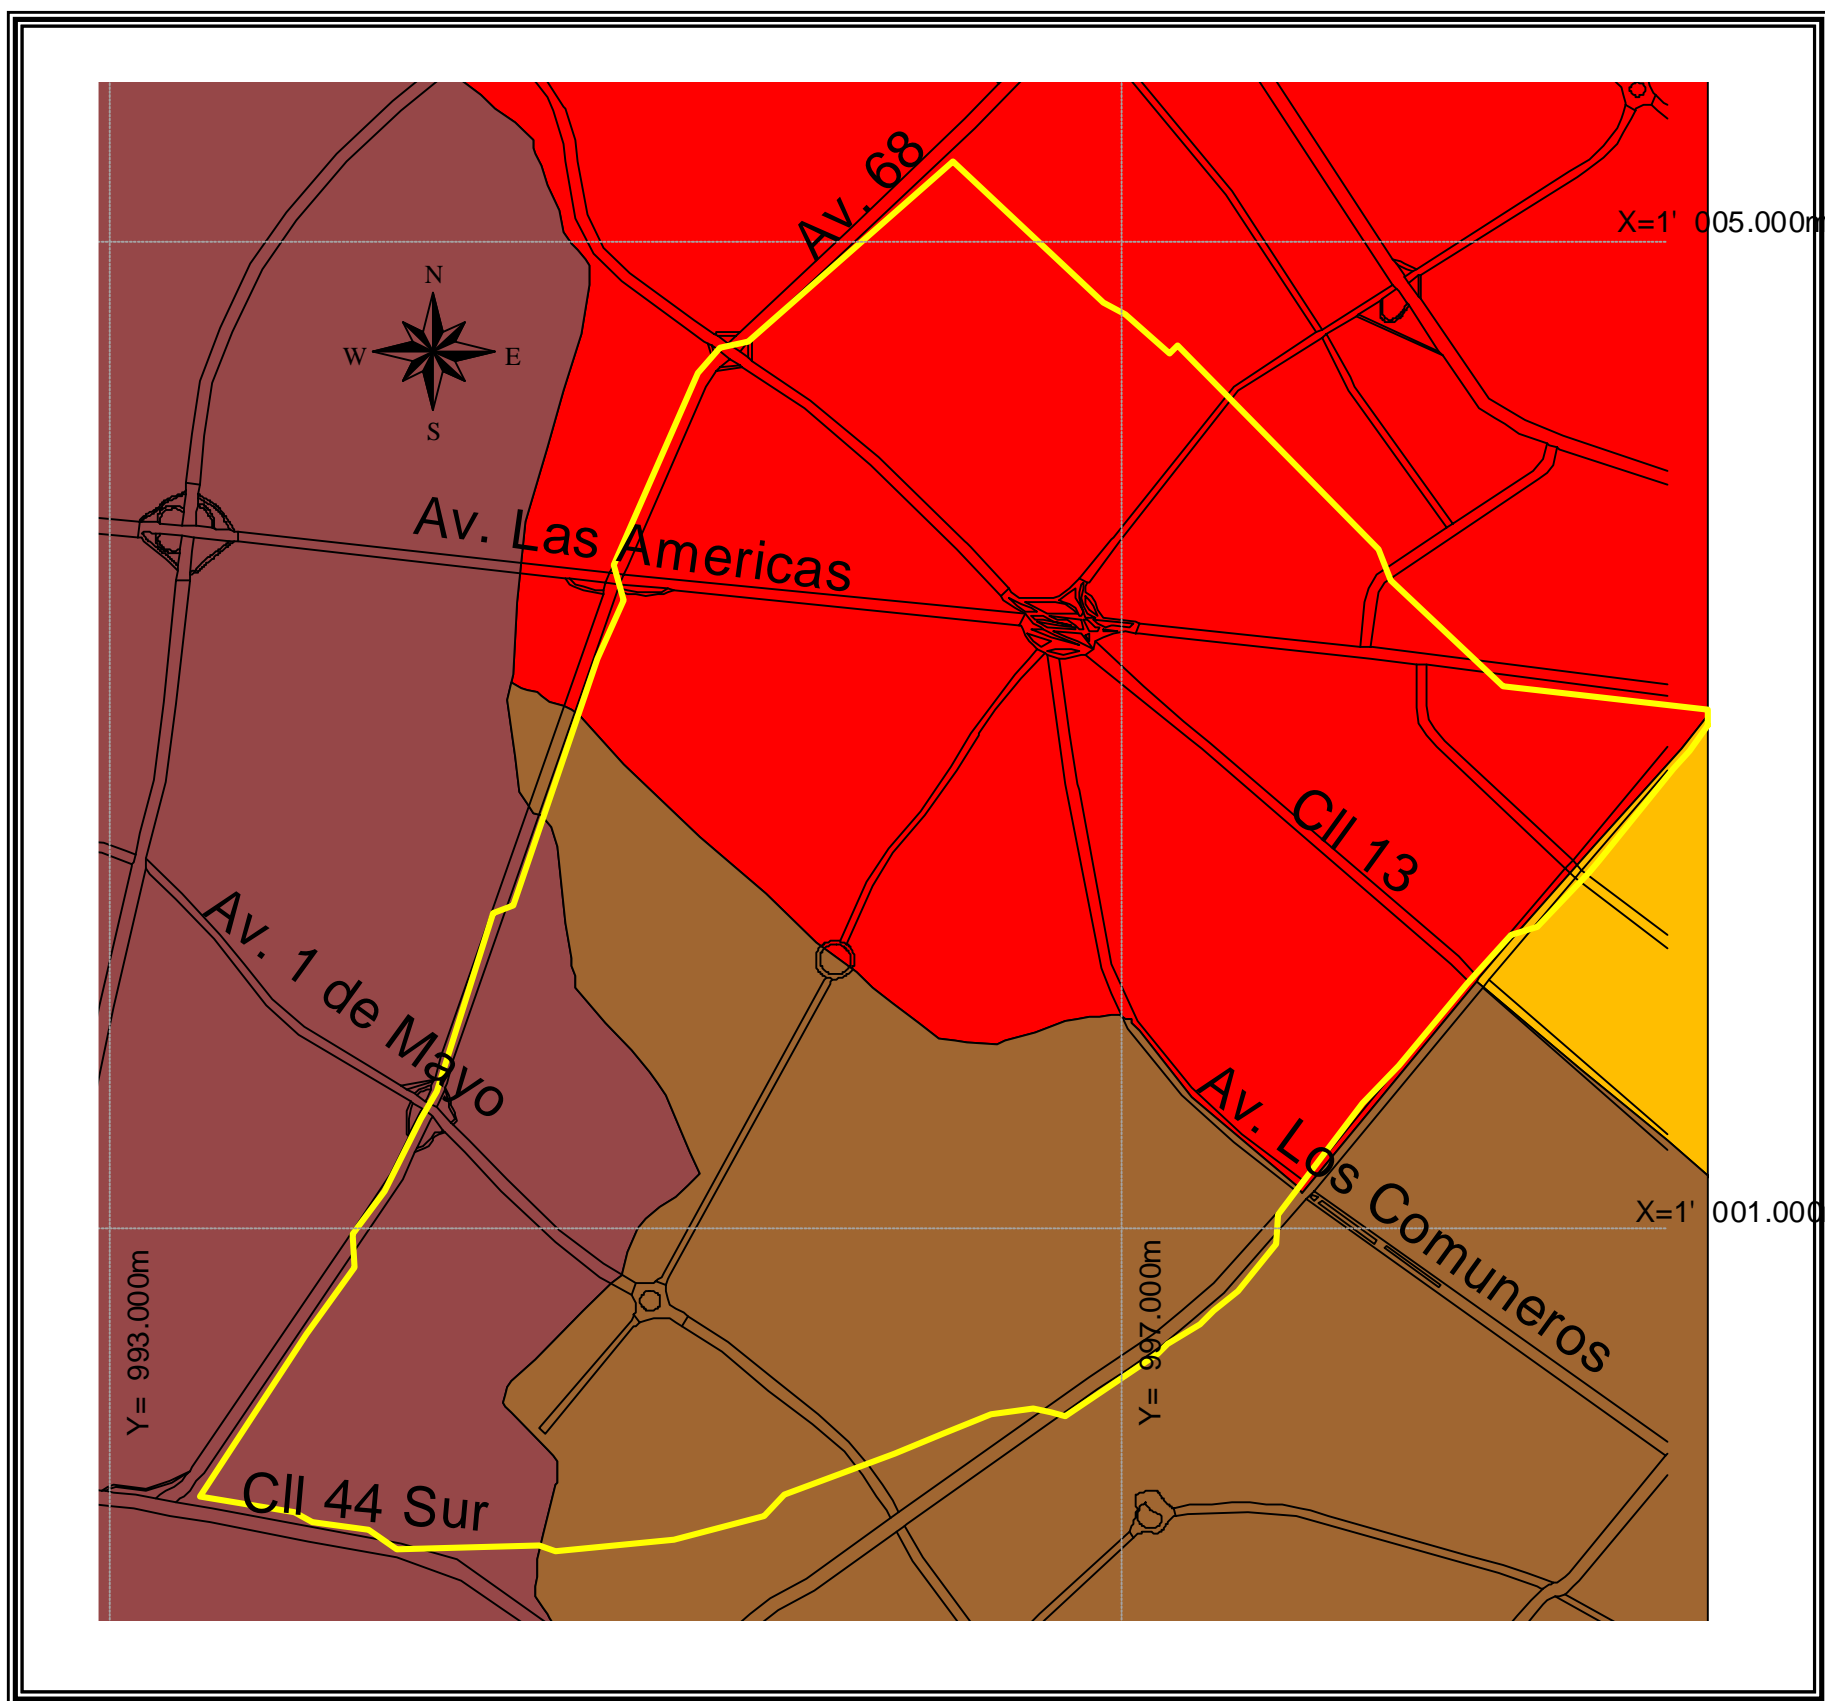 Av. 68
X=1' 005.000m
N
W
E
S
Av. Las Americas
Cll 13
Av. 1 de Mayo
Av. Los Comuneros
X=1' 001.000
Y= 993.000m
Y= 997.000m
Cll 44 Sur